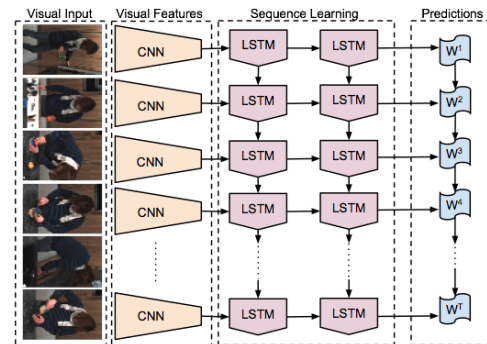 Visual Input Visual Features Sequence Learning Predictions
CNN LSTM LSTM W1
CNN LSTM LSTM W2
CNN LSTM LSTM W3
CNN LSTM LSTM W4
CNN LSTM LSTM WT